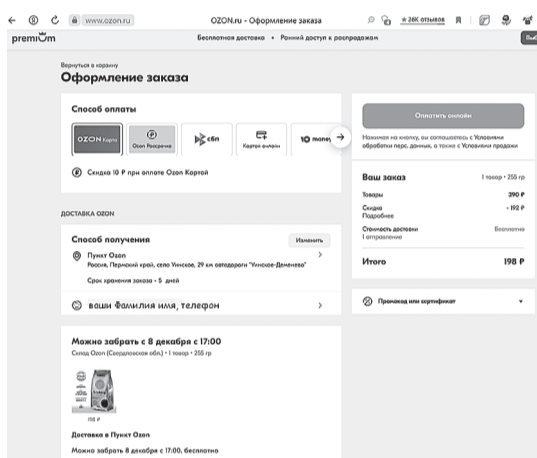 www.ozon.ru
OZON.ru - Оформление заказа
★ 26K отзывов
premium
Бесплатная доставка • Ранний доступ к распродажам
Вернуться в корзину
Оформление заказа
Способ оплаты
OZON Карта
Ozon Рассрочка
сбп
Картой онлайн
Ю money
Скидка 10 ₽ при оплате Ozon Картой
Оплатить онлайн
Нажимая на кнопку, вы соглашаетесь с Условиями
обработки перс. данных, а также с Условиями продажи
Ваш заказ
1 товар • 255 гр
Товары 390 ₽
Скидка - 192 ₽
Подробнее
Стоимость доставки Бесплатно
1 отправление
Итого 198 ₽
Промокод или сертификат
ДОСТАВКА OZON
Способ получения
Изменить
Пункт Ozon
Россия, Пермский край, село Уинское, 29 км автодороги "Уинское-Деменево"
Срок хранения заказа - 5 дней
ваши Фамилия имя, телефон
Можно забрать с 8 декабря с 17:00
Склад Ozon (Свердловская обл.) • 1 товар • 255 гр
198 ₽
Доставка в Пункт Ozon
Можно забрать 8 декабря с 17:00, бесплатно